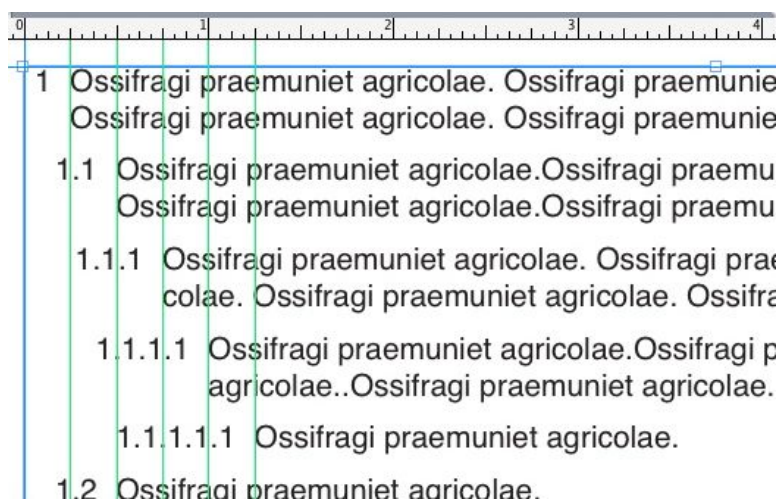 0 1 2 3 4
1 Ossifragi praemuniet agricolae. Ossifragi praemunie
Ossifragi praemuniet agricolae. Ossifragi praemunie
1.1 Ossifragi praemuniet agricolae.Ossifragi praemu
Ossifragi praemuniet agricolae.Ossifragi praemu
1.1.1 Ossifragi praemuniet agricolae. Ossifragi prae
colae. Ossifragi praemuniet agricolae. Ossifra
1.1.1.1 Ossifragi praemuniet agricolae.Ossifragi p
agricolae..Ossifragi praemuniet agricolae.
1.1.1.1.1 Ossifragi praemuniet agricolae.
1.2 Ossifragi praemuniet agricolae.